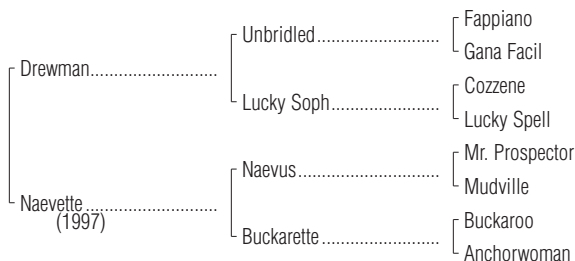 Fappiano
Unbridled
Gana Facil
Drewman
Cozzene
Lucky Soph
Lucky Spell
Mr. Prospector
Naevus
Mudville
Naevette
(1997)
Buckaroo
Buckarette
Anchorwoman